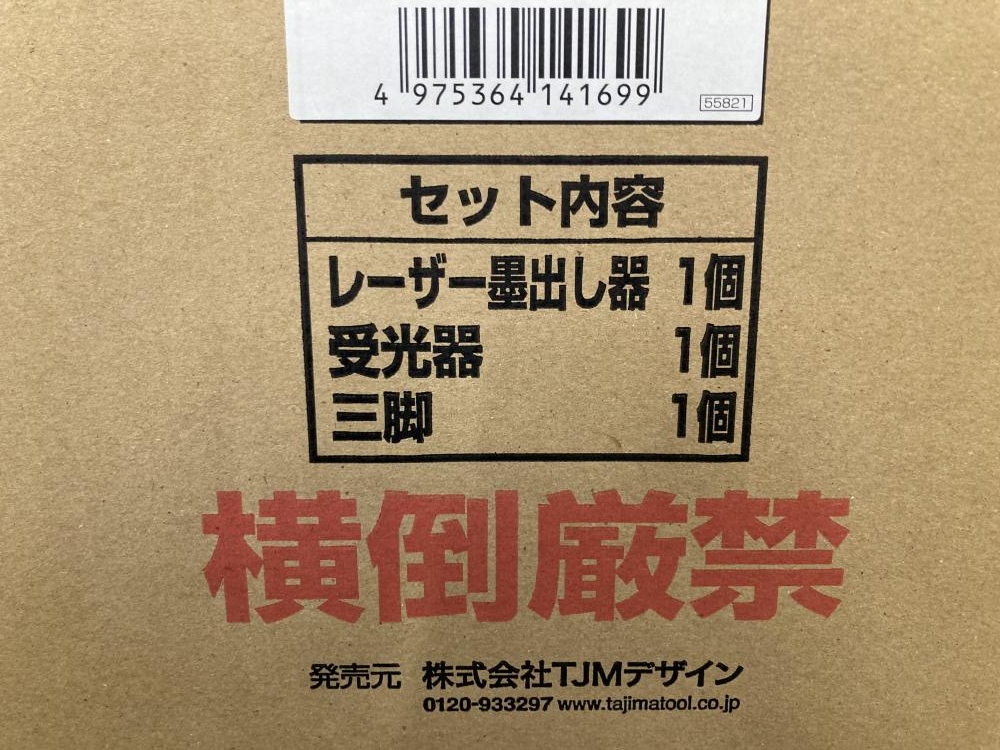 4 975364 141699
55821
セット内容
レーザー墨出し器 1個
受光器 1個
三脚 1個
横倒厳禁
発売元 株式会社TJMデザイン
0120-933297 www.tajimatool.co.jp